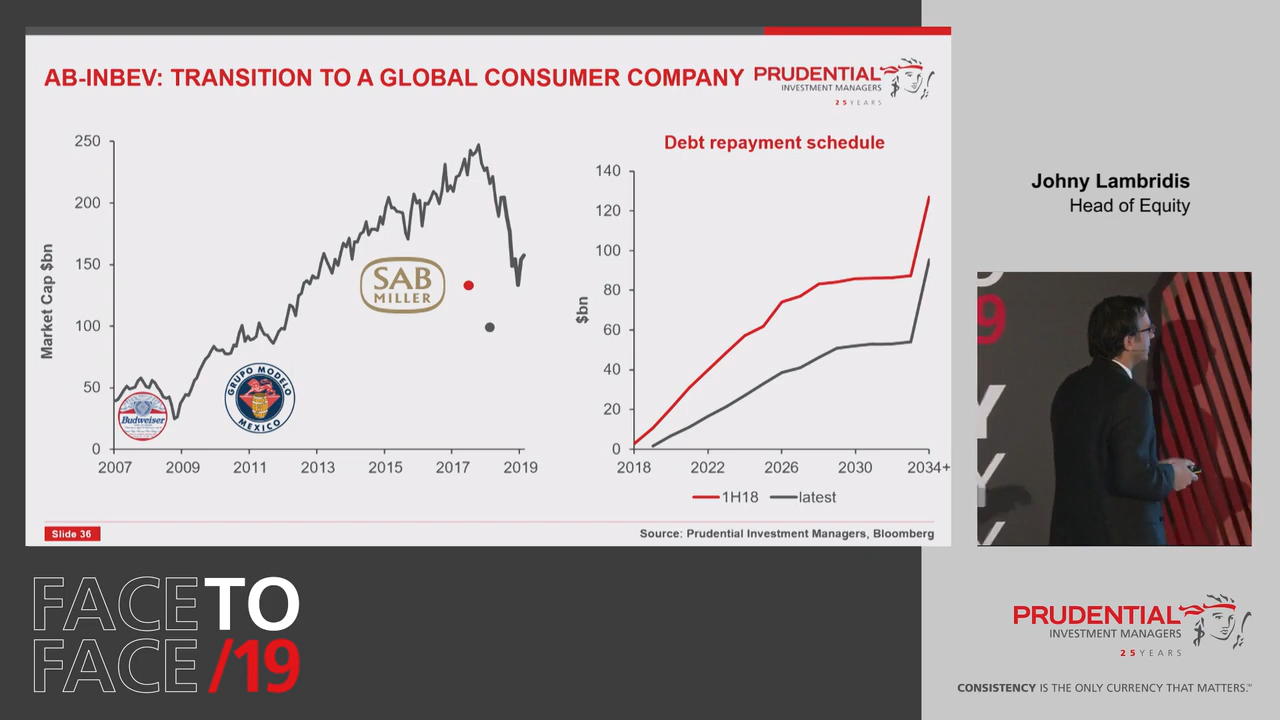 AB-INBEV: TRANSITION TO A GLOBAL CONSUMER COMPANY
PRUDENTIAL
INVESTMENT MANAGERS
25 YEARS
Market Cap $bn
250
200
150
100
50
0
2007 2009 2011 2013 2015 2017 2019
Budweiser
GRUPO MODELO
MEXICO
SAB
MILLER
Debt repayment schedule
$bn
140
120
100
80
60
40
20
0
2018 2022 2026 2030 2034+
1H18 latest
Slide 36
Source: Prudential Investment Managers, Bloomberg
Johny Lambridis
Head of Equity
9
Y
Y
FACE TO
FACE /19
PRUDENTIAL
INVESTMENT MANAGERS
25 YEARS
CONSISTENCY IS THE ONLY CURRENCY THAT MATTERS.™